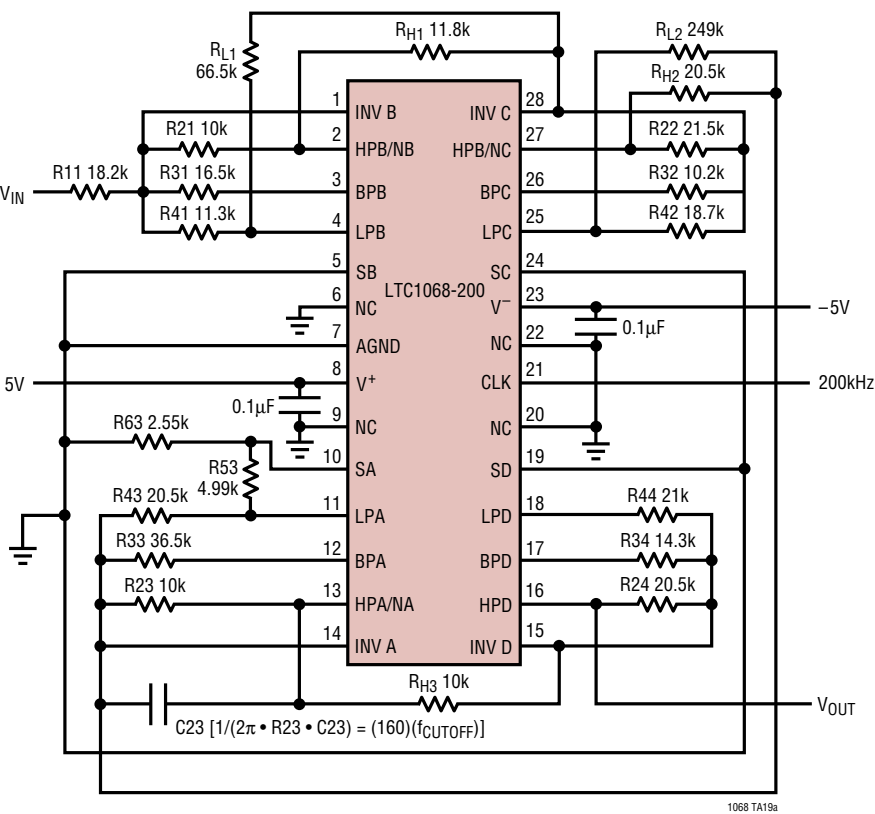 RH1 11.8k
RL2 249k
RL1
66.5k
RH2 20.5k
1
INV B
INV C
28
R21 10k
2
HPB/NB
HPB/NC
27
R22 21.5k
R11 18.2k
VIN
R31 16.5k
3
BPB
BPC
26
R32 10.2k
R41 11.3k
4
LPB
LPC
25
R42 18.7k
5
SB
SC
24
LTC1068-200
6
NC
V−
23
−5V
0.1µF
7
AGND
NC
22
5V
8
V+
CLK
21
200kHz
0.1µF
9
NC
NC
20
R63 2.55k
10
SA
SD
19
R53
4.99k
R43 20.5k
11
LPA
LPD
18
R44 21k
R33 36.5k
12
BPA
BPD
17
R34 14.3k
R23 10k
13
HPA/NA
HPD
16
R24 20.5k
14
INV A
INV D
15
RH3 10k
VOUT
C23 [1/(2π • R23 • C23) = (160)(fCUTOFF)]
1068 TA19a